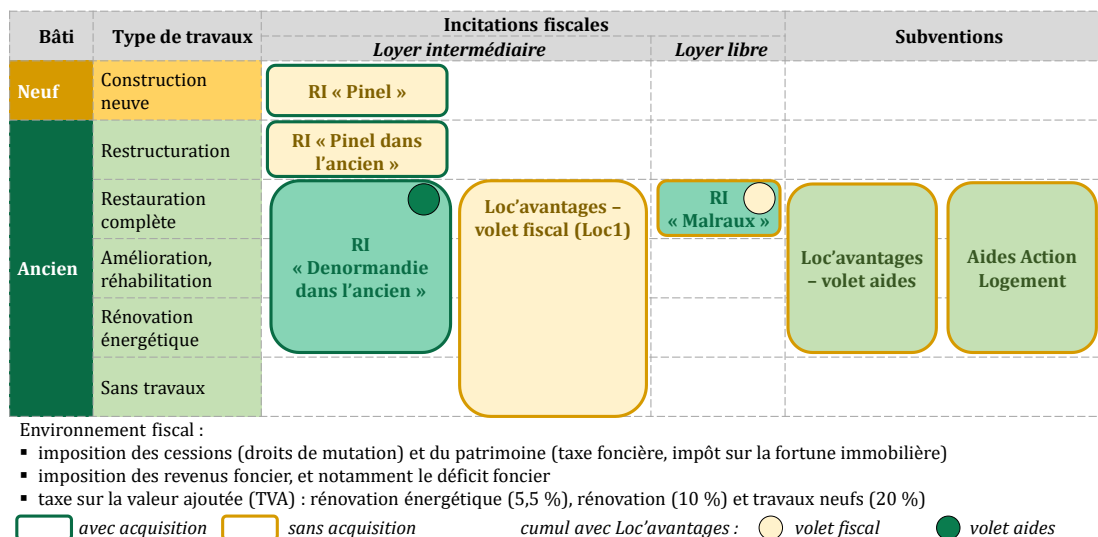 Bâti
Type de travaux
Incitations fiscales
Loyer intermédiaire
Loyer libre
Subventions
Neuf
Construction
neuve
RI « Pinel »
Ancien
Restructuration
RI « Pinel dans
l’ancien »
Restauration
complète
Amélioration,
réhabilitation
Rénovation
énergétique
Sans travaux
RI
« Denormandie
dans l’ancien »
Loc’avantages –
volet fiscal (Loc1)
RI
« Malraux »
Loc’avantages
– volet aides
Aides Action
Logement
Environnement fiscal :
▪ imposition des cessions (droits de mutation) et du patrimoine (taxe foncière, impôt sur la fortune immobilière)
▪ imposition des revenus foncier, et notamment le déficit foncier
▪ taxe sur la valeur ajoutée (TVA) : rénovation énergétique (5,5 %), rénovation (10 %) et travaux neufs (20 %)
avec acquisition
sans acquisition
cumul avec Loc’avantages :
volet fiscal
volet aides